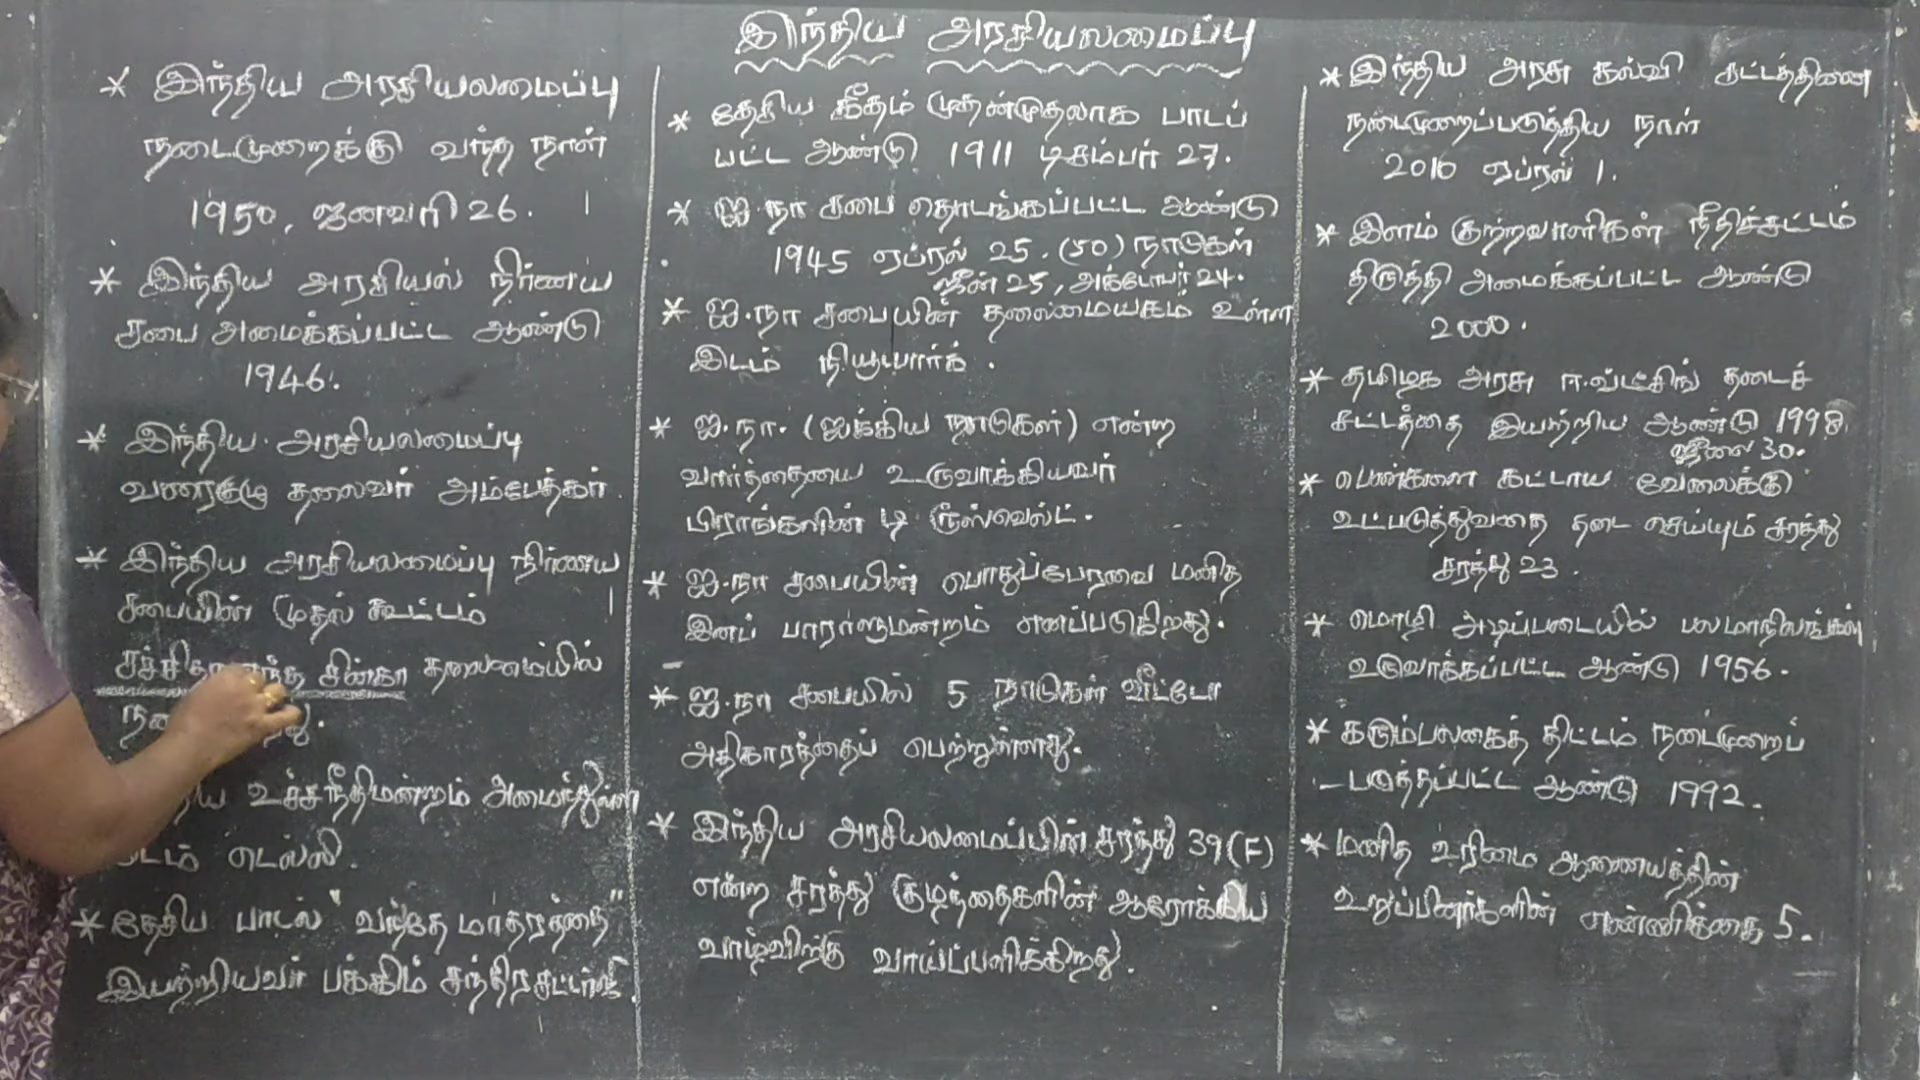 இந்திய அரசியலமைப்பு
* இந்திய அரசியலமைப்பு
நடைமுறைக்கு வந்த நாள்
1950, ஜனவரி 26.
* இந்திய அரசியல் நிர்ணய
சபை அமைக்கப்பட்ட ஆண்டு
1946.
* இந்திய அரசியலமைப்பு
வரைகுழு தலைவர் அம்பேத்கர்.
* இந்திய அரசியலமைப்பு நிர்ணய
சபையின் முதல் கூட்டம்
சின்கா தலைமையில்
உச்சநீதிமன்றம் அமைந்துள்ள
டெல்லி.
* தேசிய பாடல் "வந்தே மாதரத்தை"
இயற்றியவர் பக்கிம் சந்திர சட்டர்ஜி.
* தேசிய கீதம் முதன்முதலாக பாடப்
பட்ட ஆண்டு 1911 டிசம்பர் 27.
* ஐ.நா சபை தொடங்கப்பட்ட ஆண்டு
1945 ஏப்ரல் 25. (50) நாடுகள்
ஜீன் 25, அக்டோபர் 24.
* ஐ.நா சபையின் தலைமையகம் உள்ள
இடம் நியூயார்க்.
* ஐ.நா. (ஐக்கிய நாடுகள்) என்ற
வார்த்தையை உருவாக்கியவர்
பிராங்களின் டி ரூஸ்வெல்ட்.
* ஐ.நா சபையின் பொதுப்பேரவை மனித
இனப் பாராளுமன்றம் எனப்படுகிறது.
* ஐ.நா சபையில் 5 நாடுகள் வீட்டோ
அதிகாரத்தைப் பெற்றுள்ளது.
* இந்திய அரசியலமைப்பின் சரத்து 39(F)
என்ற சரத்து குழந்தைகளின் ஆரோக்கிய
வாழ்விற்கு வாய்ப்பளிக்கிறது.
* இந்திய அரசு கல்வி சட்டத்தினை
நடைமுறைப்படுத்திய நாள்
2010 ஏப்ரல் 1.
* இளம் குற்றவாளிகள் நீதிச்சட்டம்
திருத்தி அமைக்கப்பட்ட ஆண்டு
2000.
* தமிழக அரசு ஈ.வ்டீசிங் தடைச்
சட்டத்தை இயற்றிய ஆண்டு 1998.
ஜீலை 30.
* பெண்களை கட்டாய வேலைக்கு
உட்படுத்துவதை தடை செய்யும் சரத்து
சரத்து 23.
* மொழி அடிப்படையில் பல மாநிலங்கள்
உருவாக்கப்பட்ட ஆண்டு 1956.
* கரும்பலகைத் திட்டம் நடைமுறைப்
-படுத்தப்பட்ட ஆண்டு 1992.
* மனித உரிமை ஆணையத்தின்
உறுப்பினர்களின் எண்ணிக்கை 5.